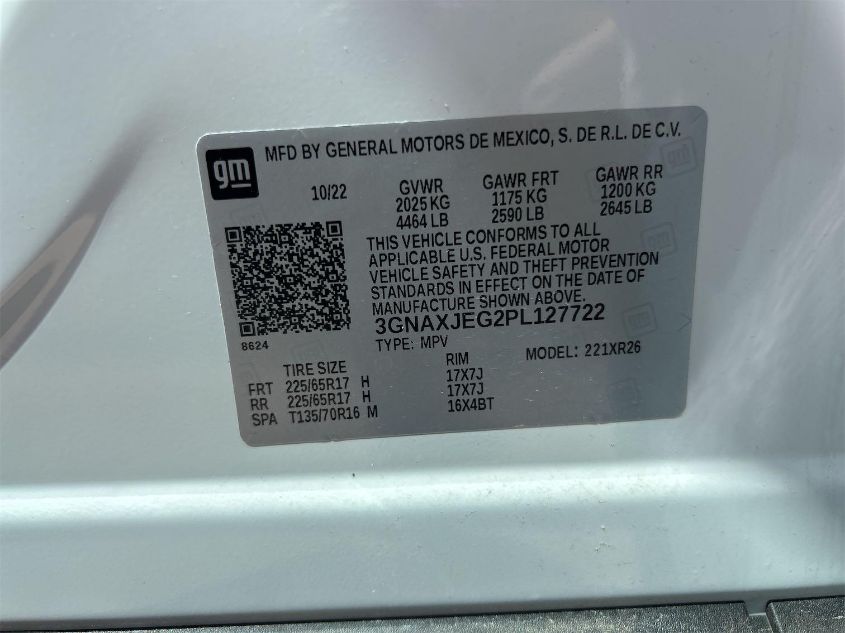 gm
MFD BY GENERAL MOTORS DE MEXICO, S. DE R.L. DE C.V.
10/22 GVWR GAWR FRT GAWR RR
2025 KG 1175 KG 1200 KG
4464 LB 2590 LB 2645 LB
THIS VEHICLE CONFORMS TO ALL
APPLICABLE U.S. FEDERAL MOTOR
VEHICLE SAFETY AND THEFT PREVENTION
STANDARDS IN EFFECT ON THE DATE OF
MANUFACTURE SHOWN ABOVE.
3GNAXJEG2PL127722
8624
TYPE: MPV MODEL: 221XR26
TIRE SIZE RIM
FRT 225/65R17 H 17X7J
RR 225/65R17 H 17X7J
SPA T135/70R16 M 16X4BT